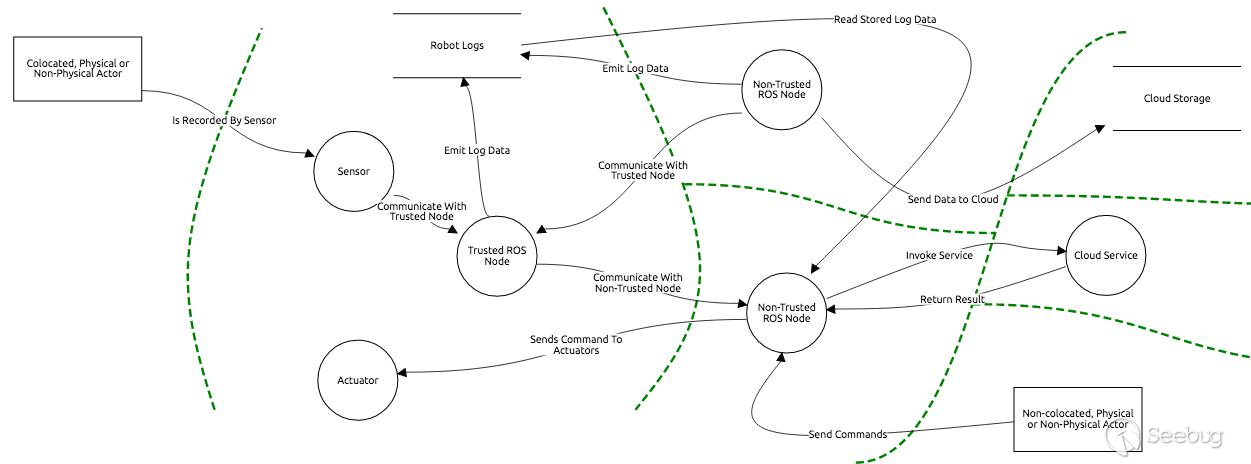 Read Stored Log Data
Robot Logs
Colocated, Physical or
Non-Physical Actor
Emit Log Data
Non-Trusted
ROS Node
Cloud Storage
Is Recorded By Sensor
Emit Log Data
Sensor
Communicate With
Trusted Node
Communicate With
Trusted Node
Send Data to Cloud
Trusted ROS
Node
Invoke Service
Cloud Service
Communicate With
Non-Trusted Node
Return Result
Non-Trusted
ROS Node
Sends Command To
Actuators
Actuator
Non-colocated, Physical
or Non-Physical Actor
Send Commands
Seebug